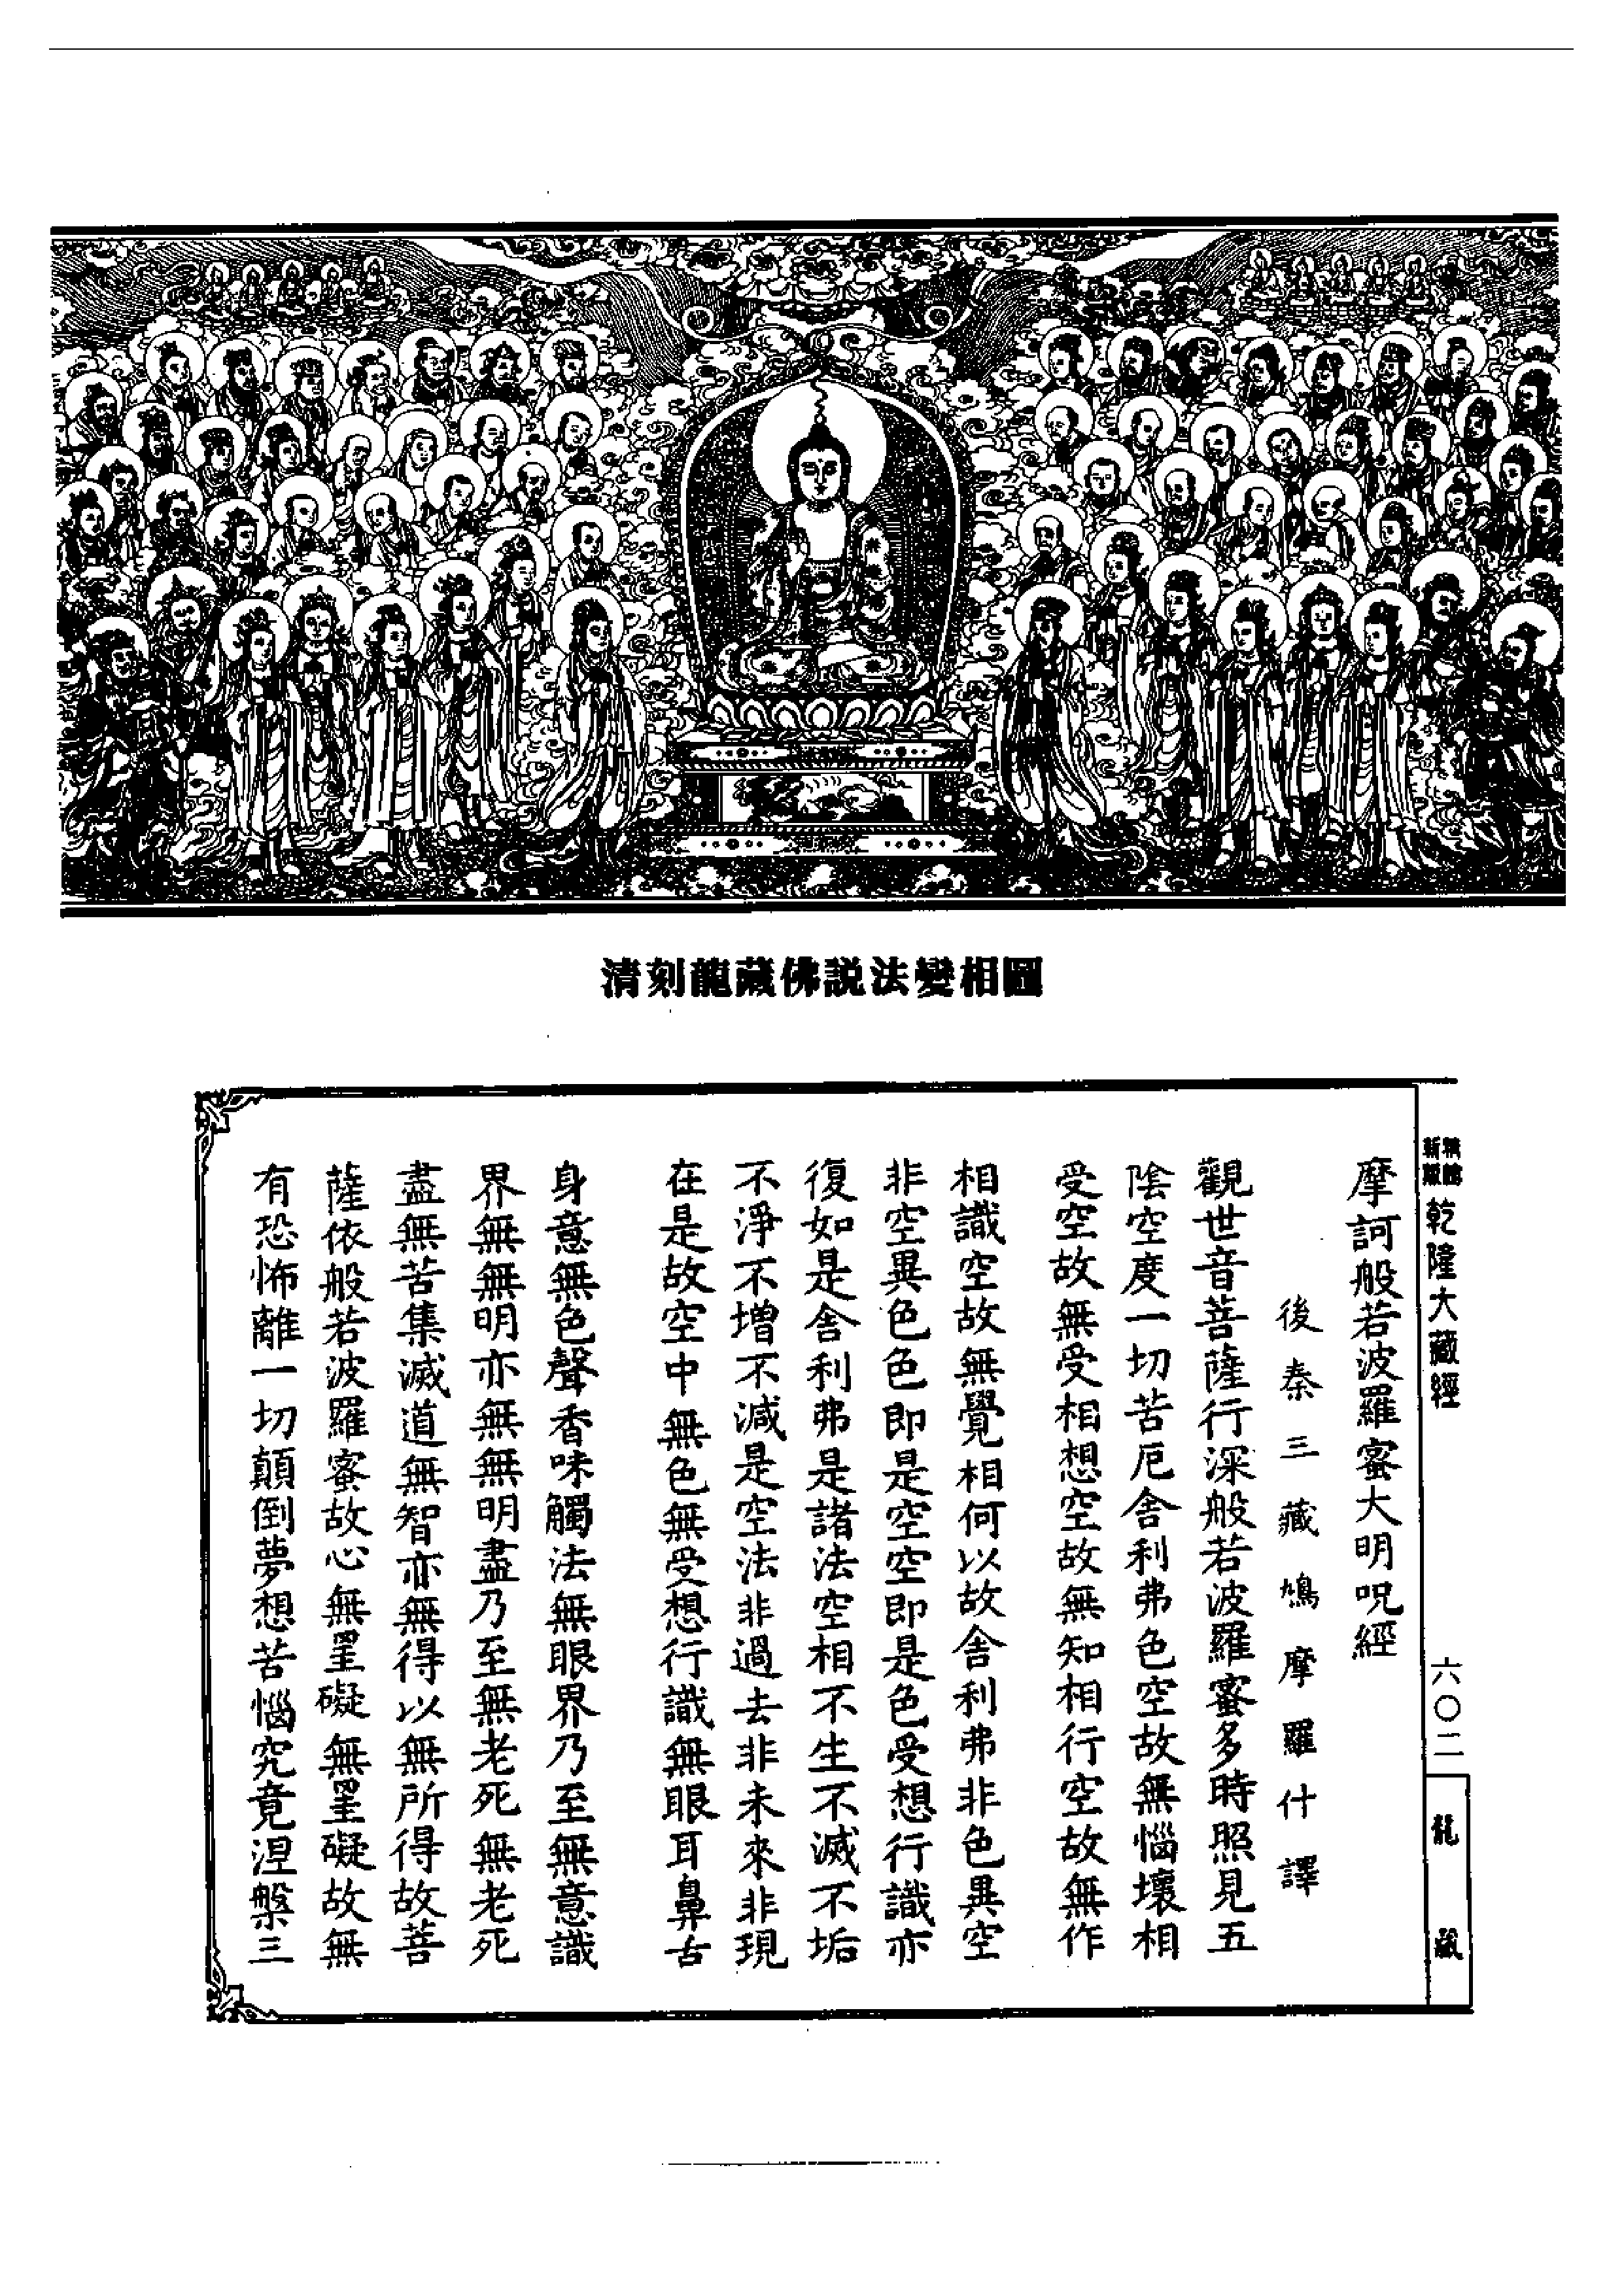 清刻龍藏佛説法變相圖
新版
乾隆大藏經
六〇二
龍藏
摩訶般若波羅蜜大明呪經
後秦三藏鳩摩羅什譯
觀世音菩薩行深般若波羅蜜多時照見五
陰空度一切苦厄舍利弗色空故無惱壞相
受空故無受相想空故無知相行空故無作
相識空故無覺相何以故舍利弗非色異空
非空異色色即是空空即是色受想行識亦
復如是舍利弗是諸法空相不生不滅不垢
不淨不增不減是空法非過去非未來非現
在是故空中無色無受想行識無眼耳鼻舌
身意無色聲香味觸法無眼界乃至無意識
界無無明亦無無明盡乃至無老死無老死
盡無苦集滅道無智亦無得以無所得故菩
薩依般若波羅蜜故心無罣礙無罣礙故無
有恐怖離一切顛倒夢想苦惱究竟涅槃三